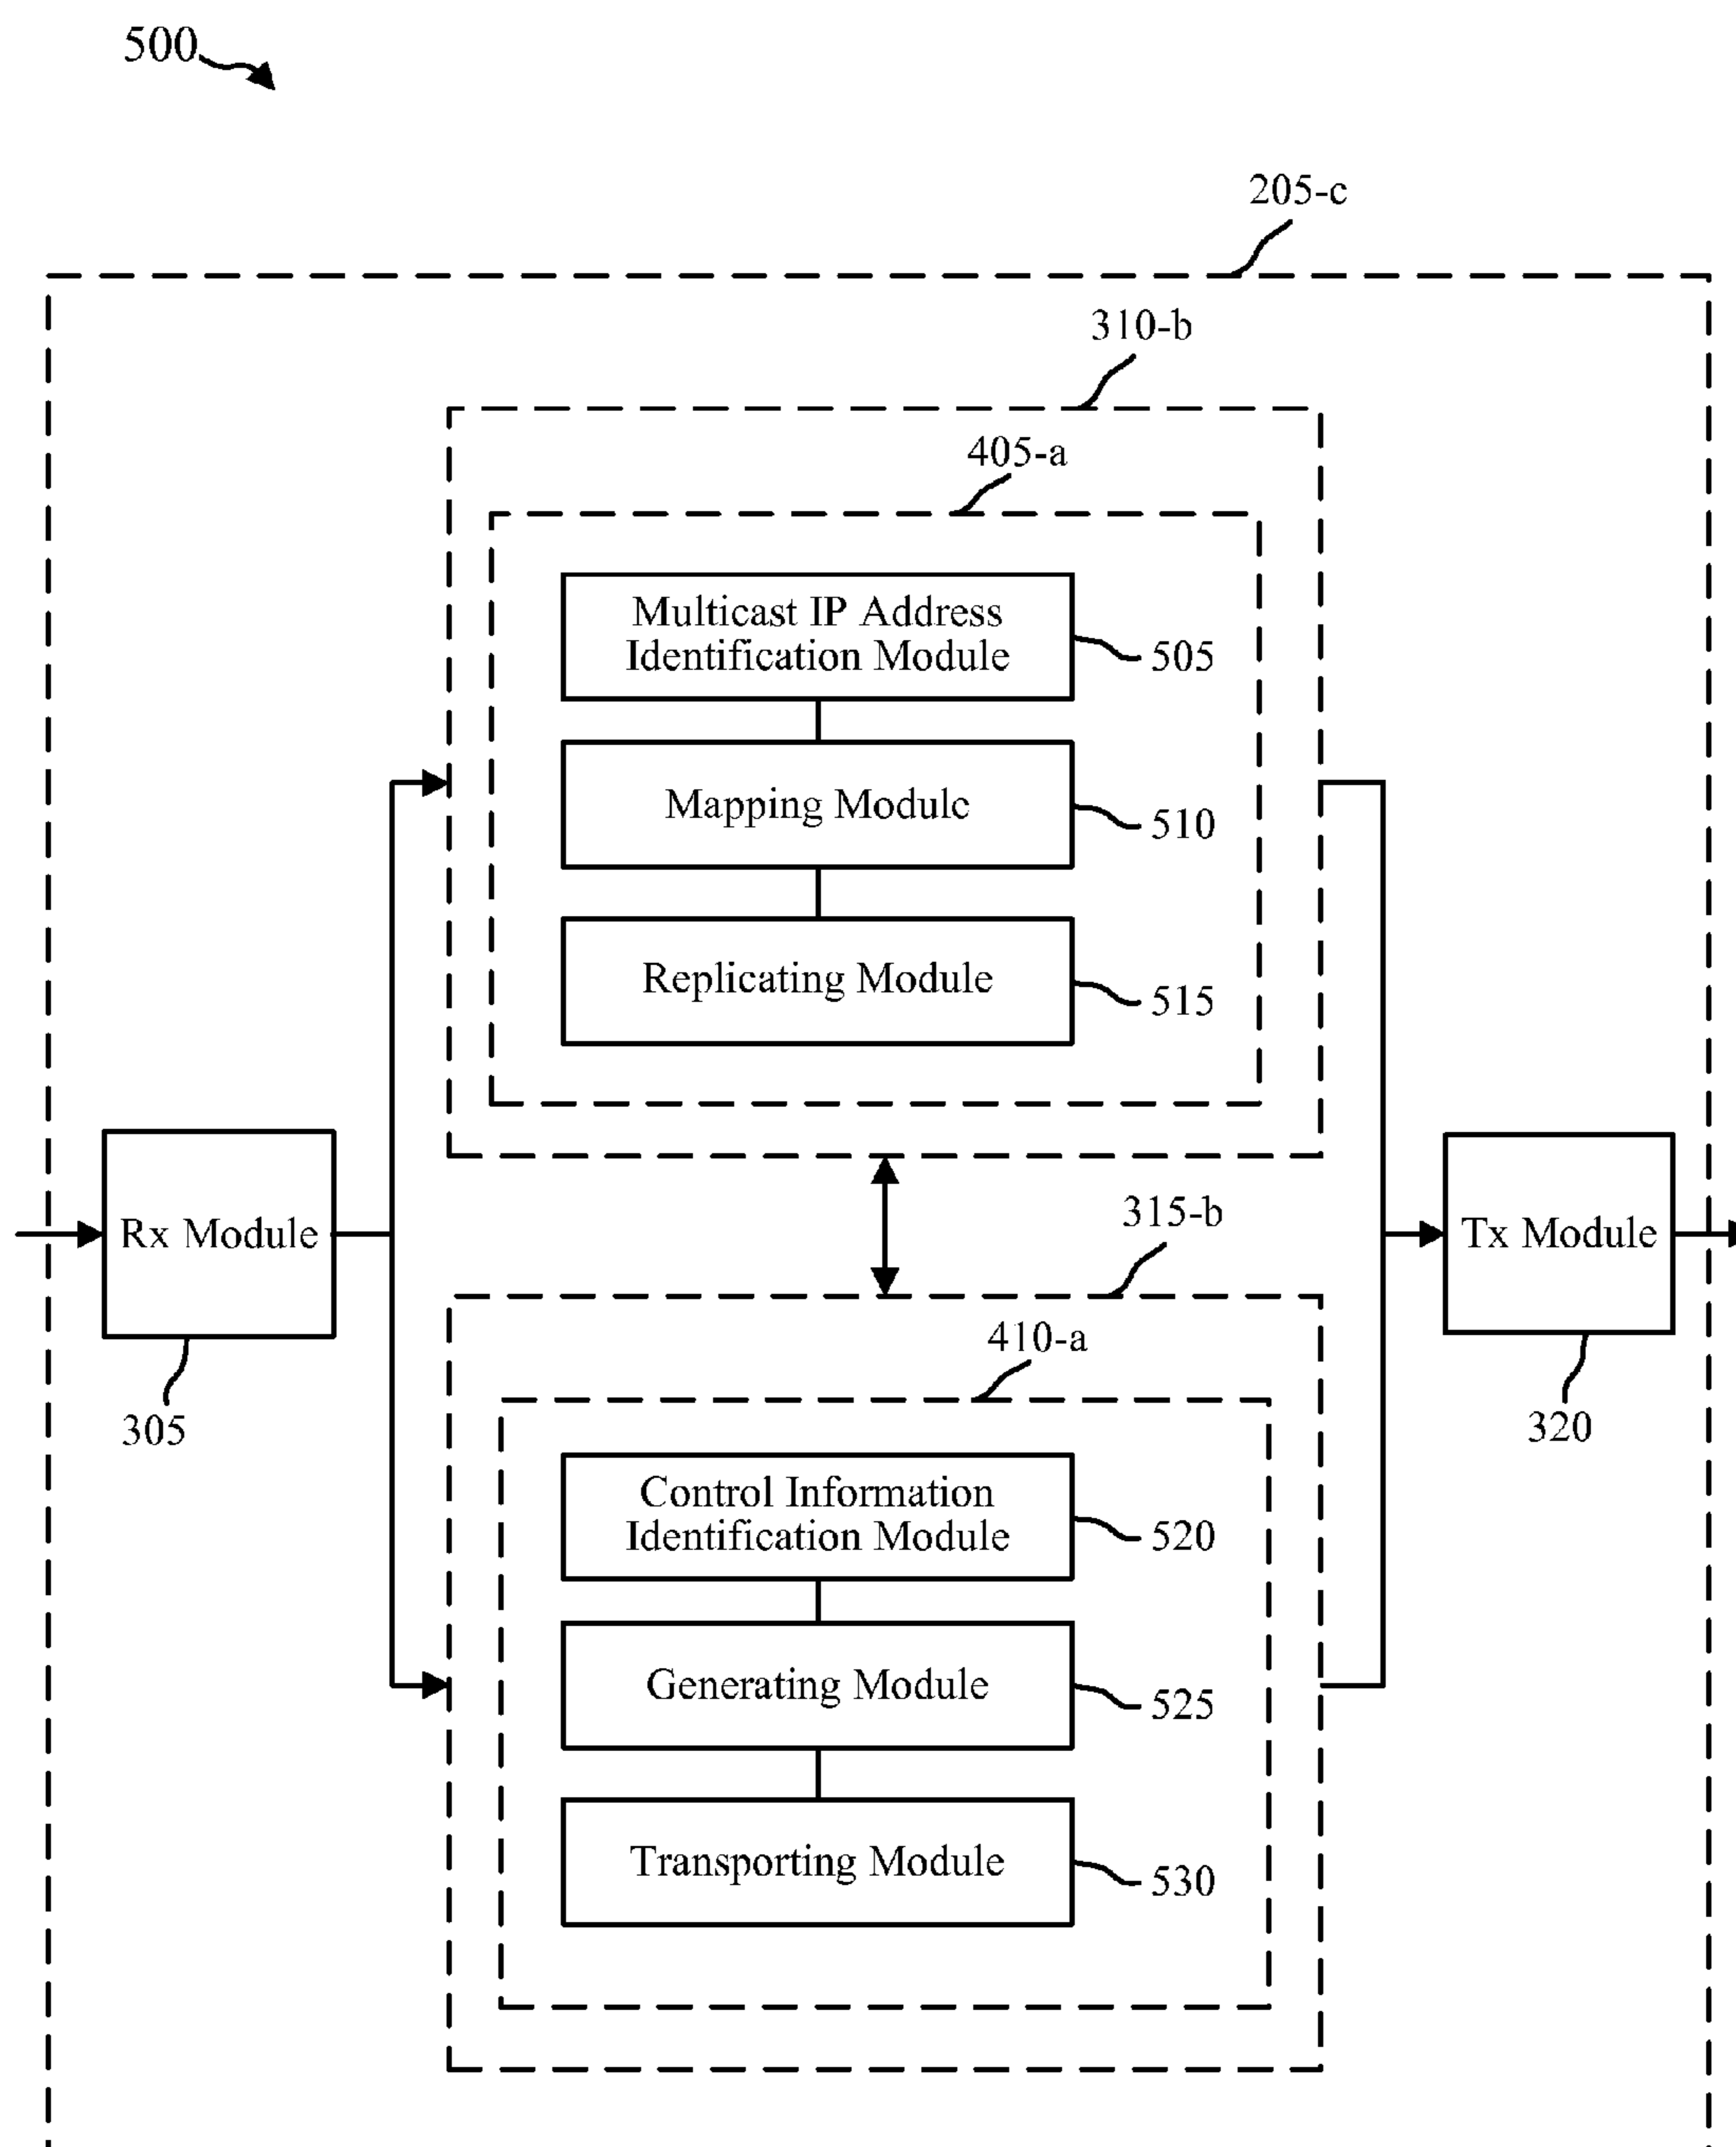 500
205-c
310-b
405-a
Multicast IP Address
Identification Module
505
Mapping Module
510
Replicating Module
515
Rx Module
305
315-b
Tx Module
320
410-a
Control Information
Identification Module
520
Generating Module
525
Transporting Module
530